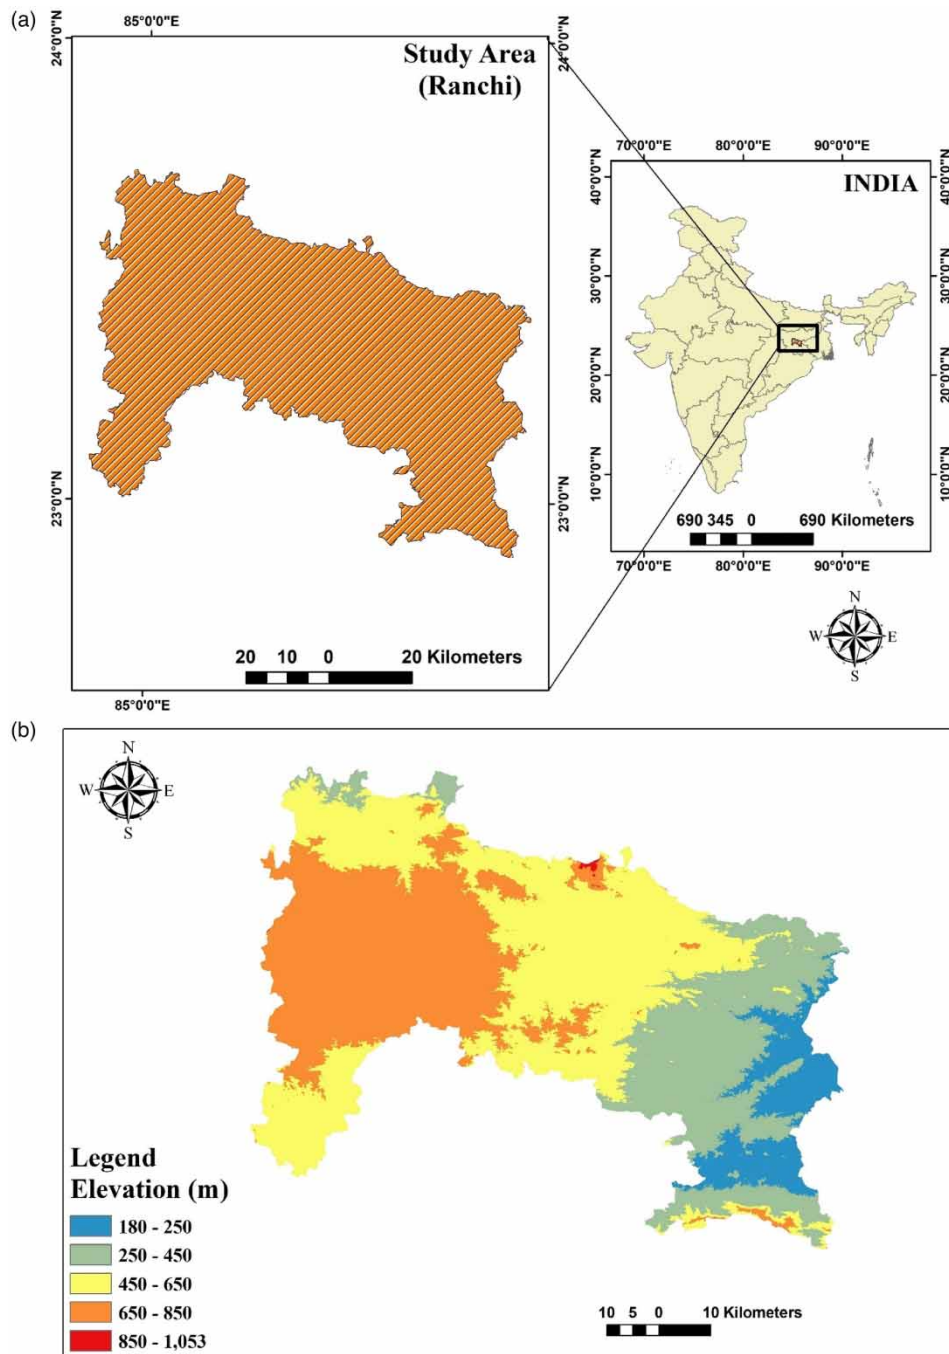 (a)
85°0'0"E
24°0'0"N
24°0'0"N
Study Area
(Ranchi)
70°0'0"E 80°0'0"E 90°0'0"E
40°0'0"N
40°0'0"N
INDIA
30°0'0"N
30°0'0"N
20°0'0"N
20°0'0"N
10°0'0"N
10°0'0"N
23°0'0"N
23°0'0"N
690 345 0 690 Kilometers
70°0'0"E 80°0'0"E 90°0'0"E
N
W E
S
20 10 0 20 Kilometers
85°0'0"E
(b)
N
W E
S
Legend
Elevation (m)
180 - 250
250 - 450
450 - 650
650 - 850
850 - 1,053
10 5 0 10 Kilometers